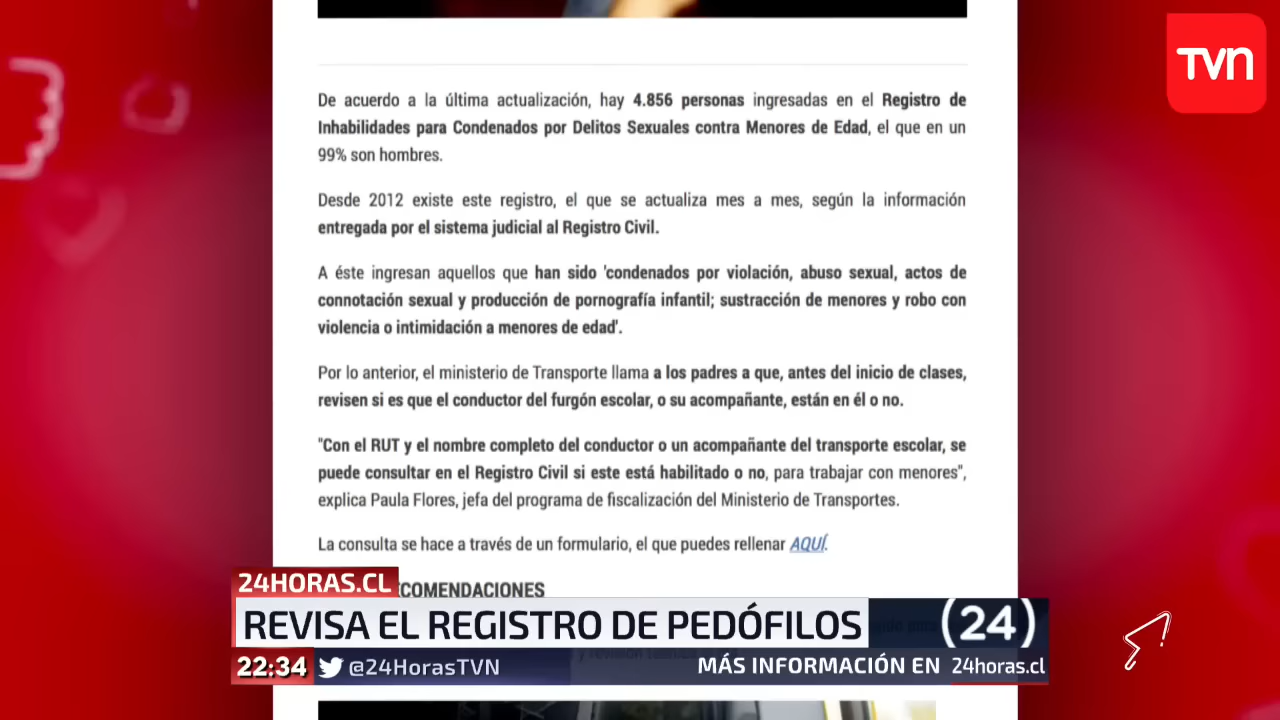 TVN
De acuerdo a la última actualización, hay 4.856 personas ingresadas en el Registro de
Inhabilidades para Condenados por Delitos Sexuales contra Menores de Edad, el que en un
99% son hombres.
Desde 2012 existe este registro, el que se actualiza mes a mes, según la información
entregada por el sistema judicial al Registro Civil.
A éste ingresan aquellos que han sido 'condenados por violación, abuso sexual, actos de
connotación sexual y producción de pornografía infantil; sustracción de menores y robo con
violencia o intimidación a menores de edad'.
Por lo anterior, el ministerio de Transporte llama a los padres a que, antes del inicio de clases,
revisen si es que el conductor del furgón escolar, o su acompañante, están en él o no.
"Con el RUT y el nombre completo del conductor o un acompañante del transporte escolar, se
puede consultar en el Registro Civil si este está habilitado o no, para trabajar con menores",
explica Paula Flores, jefa del programa de fiscalización del Ministerio de Transportes.
La consulta se hace a través de un formulario, el que puedes rellenar AQUÍ.
24HORAS.CL
ECOMENDACIONES
REVISA EL REGISTRO DE PEDÓFILOS
(24)
22:34 @24HorasTVN MÁS INFORMACIÓN EN 24horas.cl